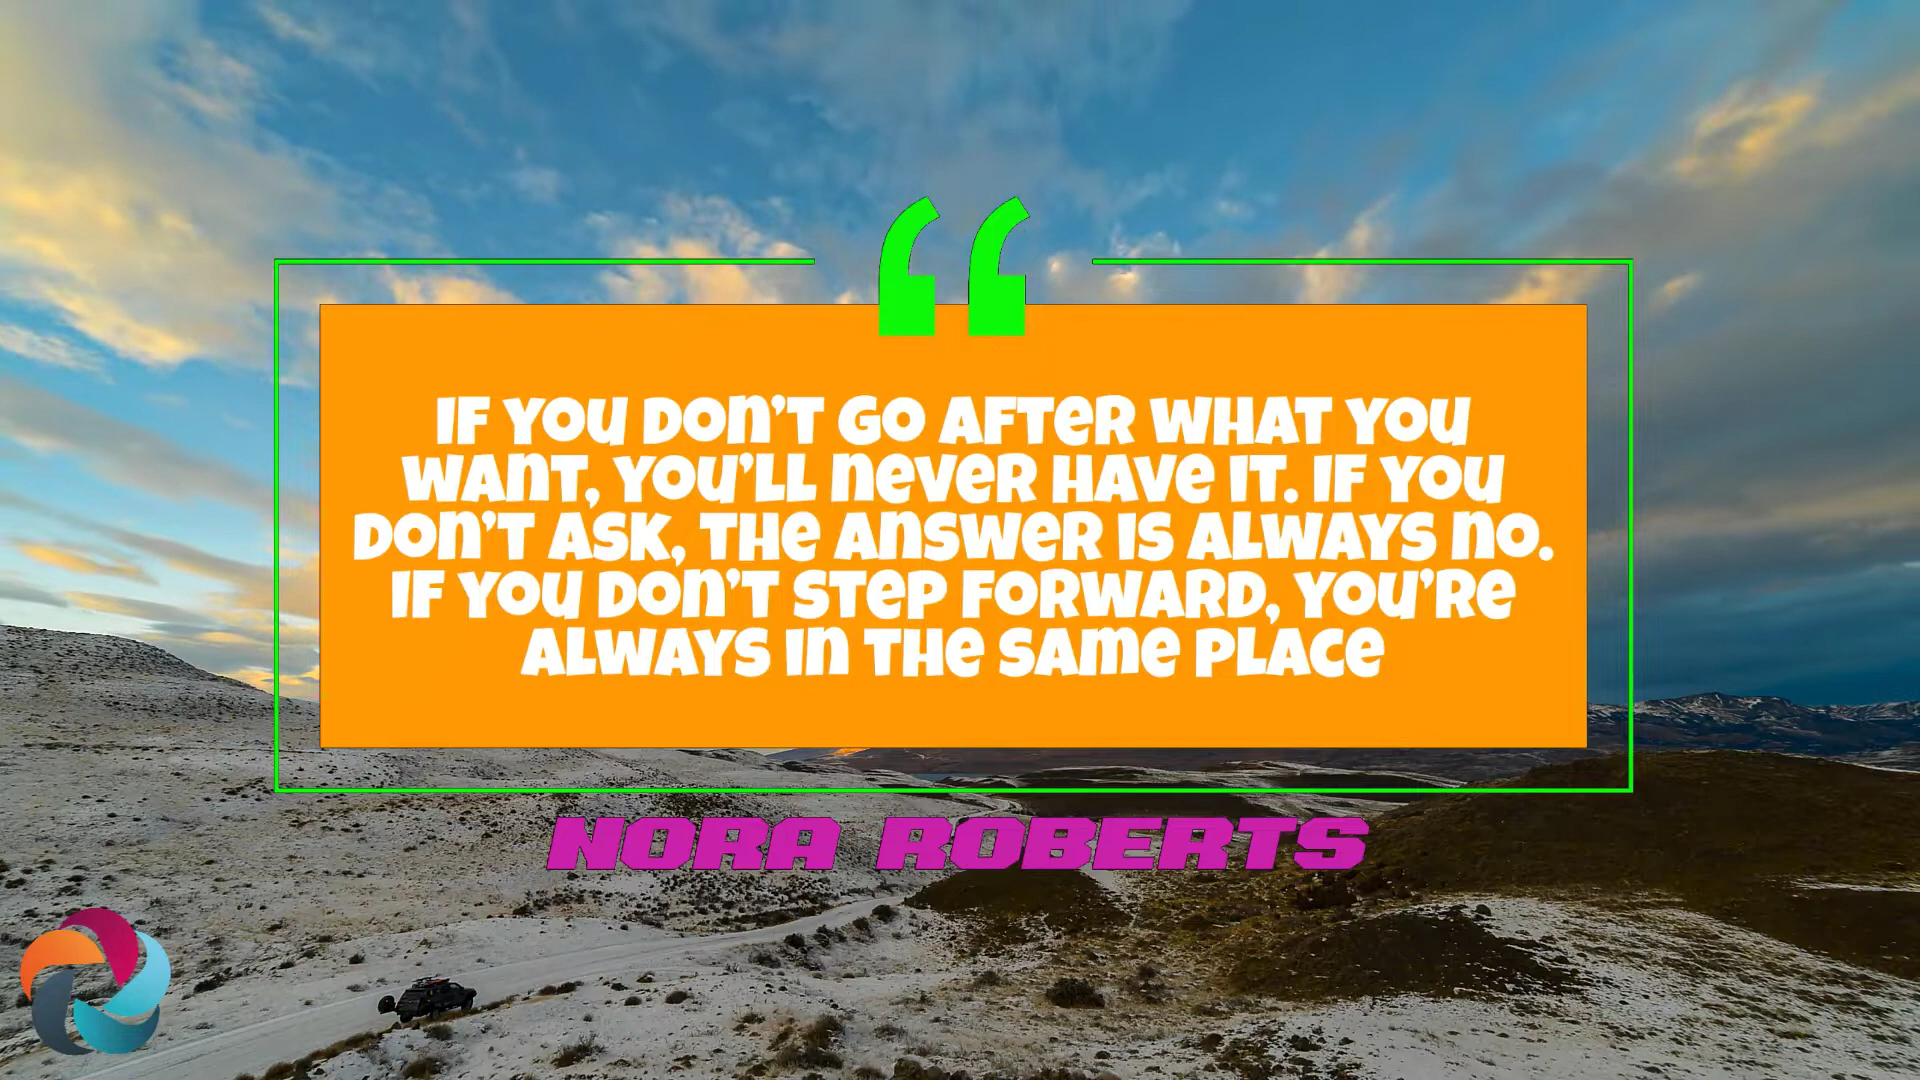 IF YOU DON'T GO AFTER WHAT YOU
WANT, YOU'LL NEVER HAVE IT. IF YOU
DON'T ASK, THE ANSWER IS ALWAYS NO.
IF YOU DON'T STEP FORWARD, YOU'RE
ALWAYS IN THE SAME PLACE
NORA ROBERTS